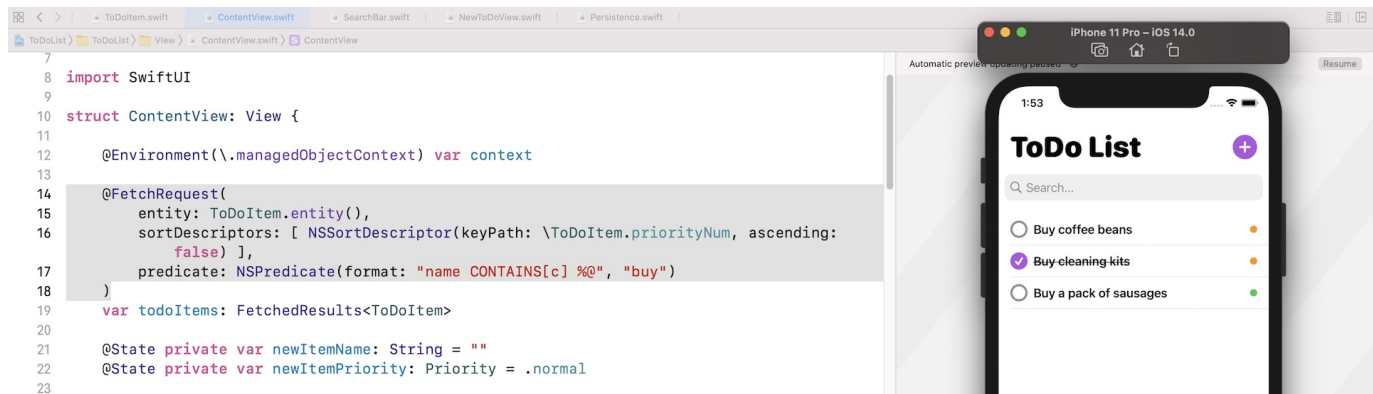 ToDoItem.swift
ContentView.swift
SearchBar.swift
NewToDoView.swift
Persistence.swift
ToDoList
ToDoList
View
ContentView.swift
S ContentView
7
8 import SwiftUI
9
10 struct ContentView: View {
11
12 @Environment(\.managedObjectContext) var context
13
14 @FetchRequest(
15 entity: ToDoItem.entity(),
16 sortDescriptors: [ NSSortDescriptor(keyPath: \ToDoItem.priorityNum, ascending:
false) ],
17 predicate: NSPredicate(format: "name CONTAINS[c] %@", "buy")
18 )
19 var todoItems: FetchedResults<ToDoItem>
20
21 @State private var newItemName: String = ""
22 @State private var newItemPriority: Priority = .normal
23
Automatic preview updating paused
Resume
iPhone 11 Pro – iOS 14.0
1:53
ToDo List
Search...
Buy coffee beans
Buy cleaning kits
Buy a pack of sausages